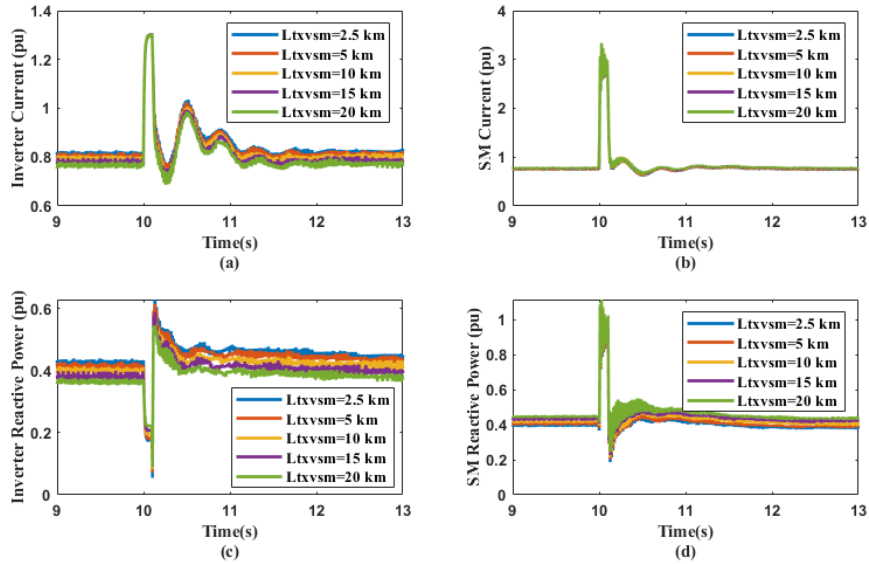 Inverter Current (pu)
1.4
1.2
1
0.8
0.6
Ltxvsm=2.5 km
Ltxvsm=5 km
Ltxvsm=10 km
Ltxvsm=15 km
Ltxvsm=20 km
9 10 11 12 13
Time(s)
(a)
SM Current (pu)
4
3
2
1
0
Ltxvsm=2.5 km
Ltxvsm=5 km
Ltxvsm=10 km
Ltxvsm=15 km
Ltxvsm=20 km
9 10 11 12 13
Time(s)
(b)
Inverter Reactive Power (pu)
0.6
0.4
0.2
0
Ltxvsm=2.5 km
Ltxvsm=5 km
Ltxvsm=10 km
Ltxvsm=15 km
Ltxvsm=20 km
9 10 11 12 13
Time(s)
(c)
SM Reactive Power (pu)
1
0.8
0.6
0.4
0.2
0
Ltxvsm=2.5 km
Ltxvsm=5 km
Ltxvsm=10 km
Ltxvsm=15 km
Ltxvsm=20 km
9 10 11 12 13
Time(s)
(d)